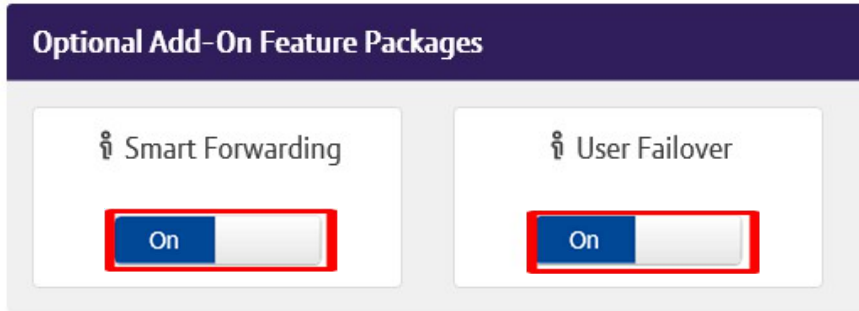 Optional Add-On Feature Packages
Smart Forwarding
User Failover
On
On